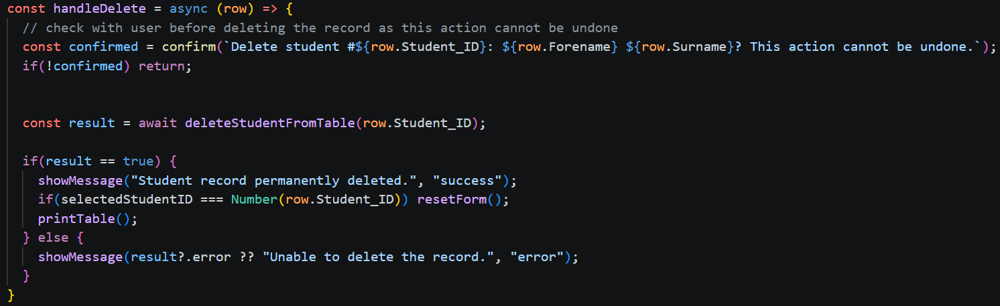 const handleDelete = async (row) => {
  // check with user before deleting the record as this action cannot be undone
  const confirmed = confirm(`Delete student #${row.Student_ID}: ${row.Forename} ${row.Surname}? This action cannot be undone.`);
  if(!confirmed) return;

  const result = await deleteStudentFromTable(row.Student_ID);

  if(result == true) {
    showMessage("Student record permanently deleted.", "success");
    if(selectedStudentID === Number(row.Student_ID)) resetForm();
    printTable();
  } else {
    showMessage(result?.error ?? "Unable to delete the record.", "error");
  }
}